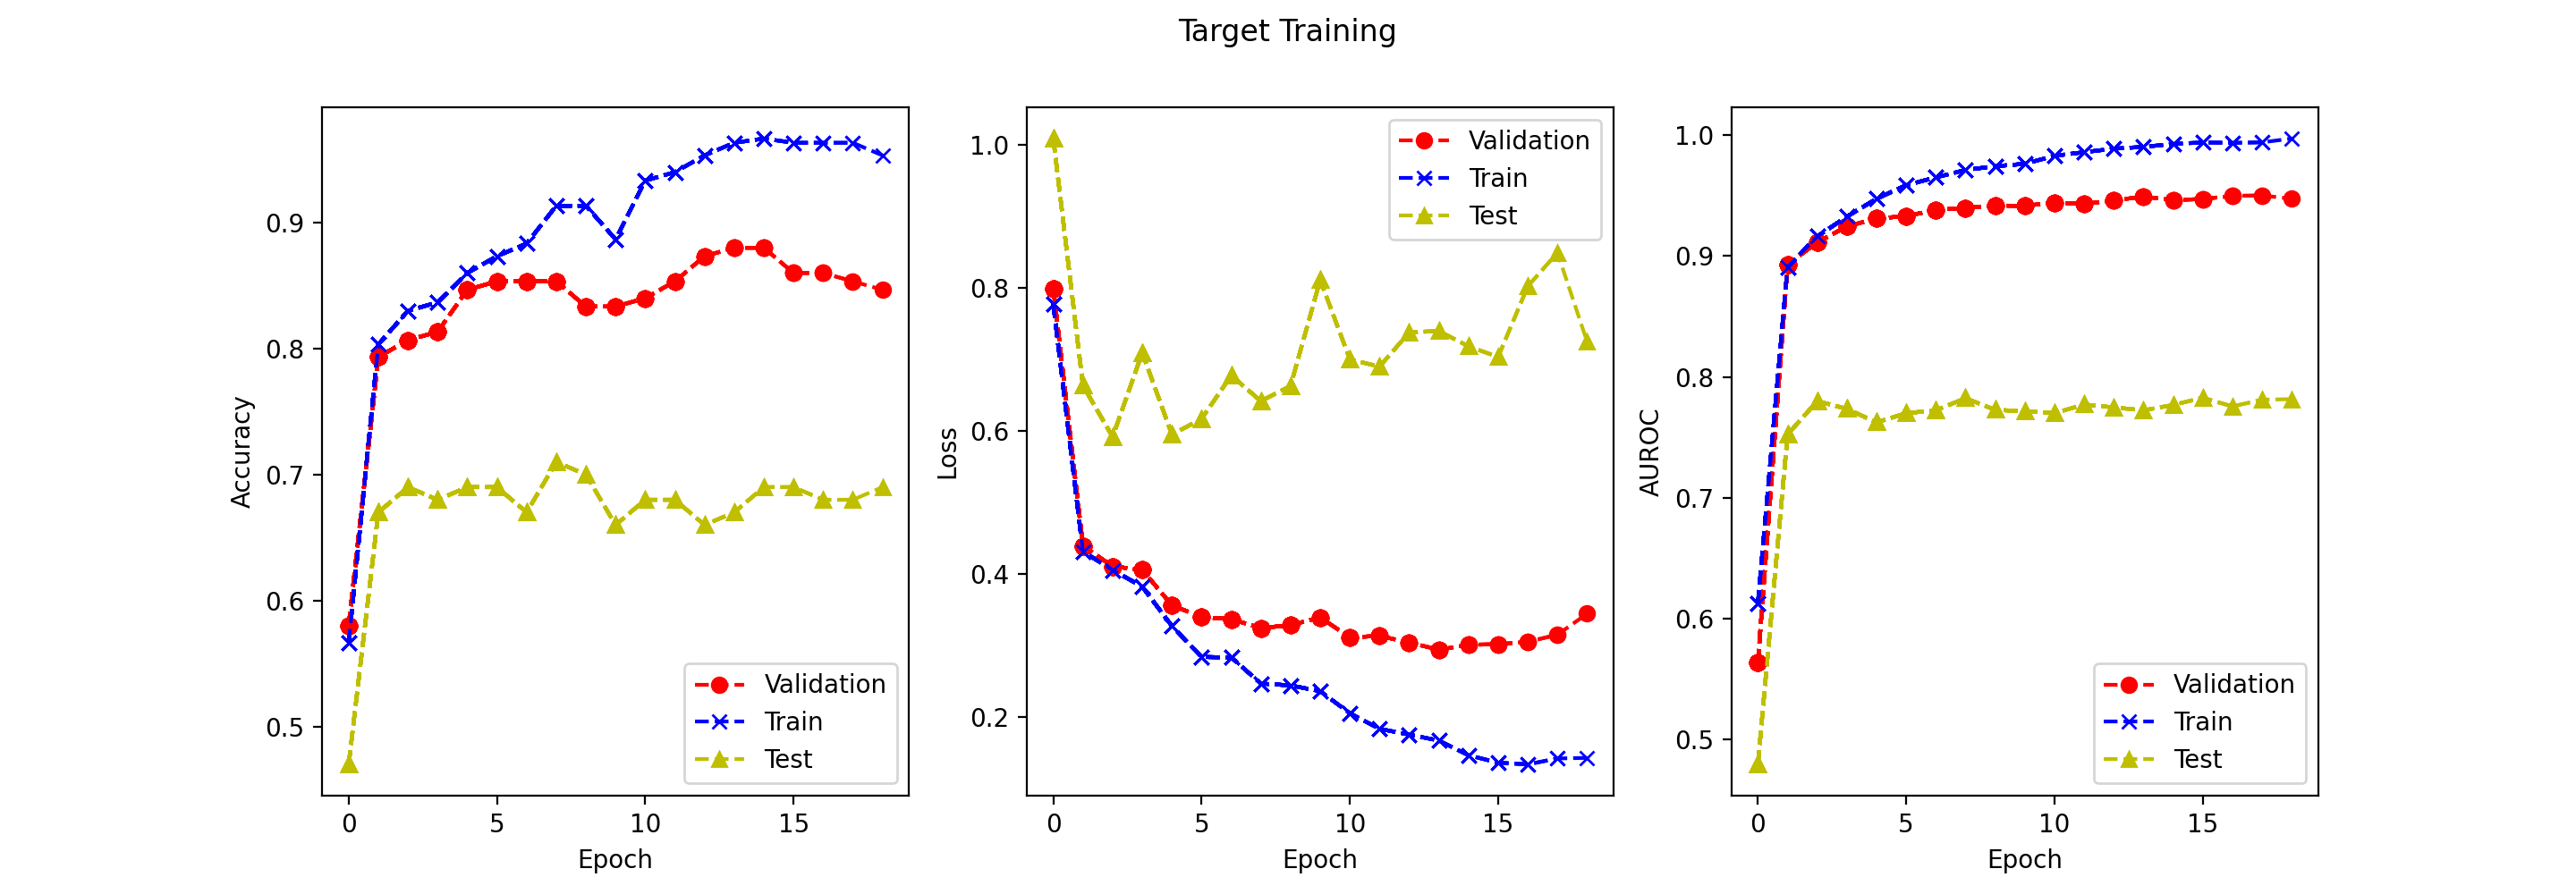 Target Training
Accuracy
0.9
0.8
0.7
0.6
0.5
0 5 10 15
Epoch
Validation
Train
Test
Loss
1.0
0.8
0.6
0.4
0.2
0 5 10 15
Epoch
Validation
Train
Test
AUROC
1.0
0.9
0.8
0.7
0.6
0.5
0 5 10 15
Epoch
Validation
Train
Test